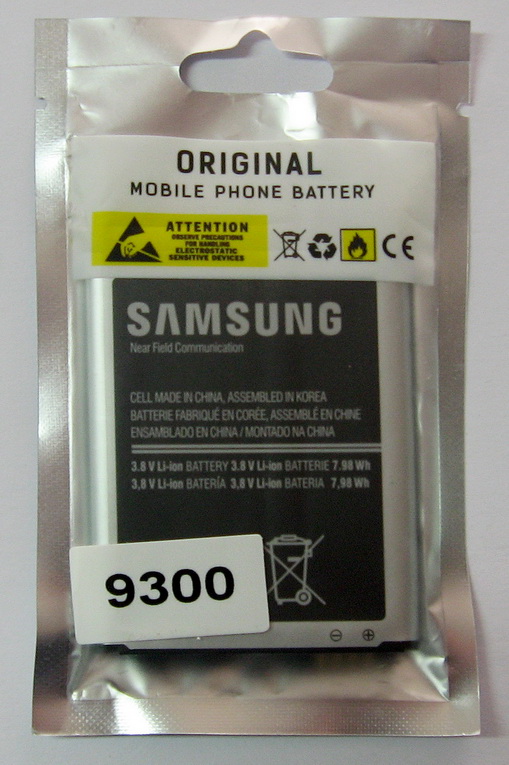 ORIGINAL
MOBILE PHONE BATTERY
ATTENTION
OBSERVE PRECAUTIONS
FOR HANDLING
ELECTROSTATIC
SENSITIVE DEVICES
CE
SAMSUNG
Near Field Communication
CELL MADE IN CHINA, ASSEMBLED IN KOREA
BATTERIE FABRIQUÉ EN CORÉE, ASSEMBLÉ EN CHINE
ENSAMBLADO EN CHINA / MONTADO NA CHINA
3.8 V Li-ion BATTERY 3.8 V Li-ion BATTERIE 7.98 Wh
3,8 V Li-ion BATERÍA 3,8 V Li-ion BATERIA 7,98 Wh
9300
⊖ ⊕